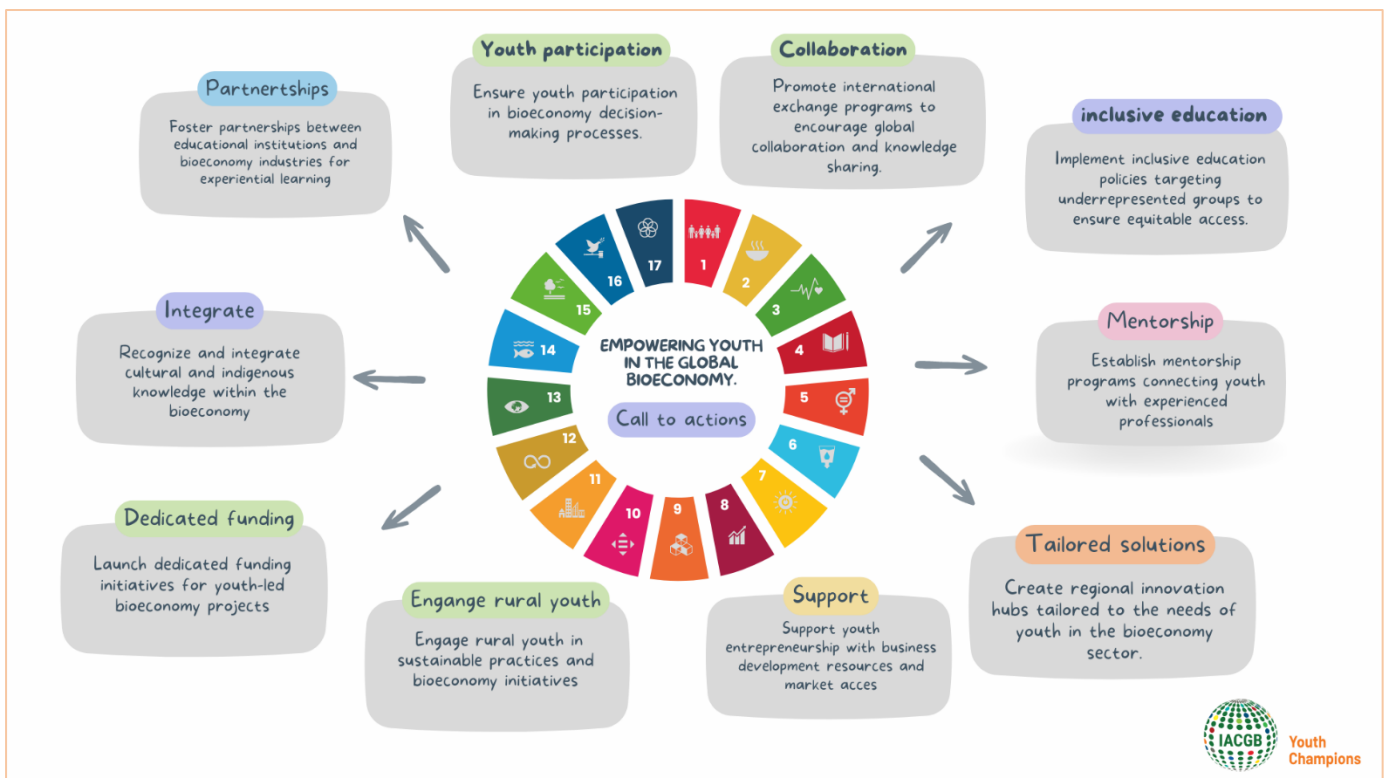 Partnertships
Foster partnerships between
educational institutions and
bioeconomy industries for
experiential learning
Youth participation
Ensure youth participation
in bioeconomy decision-
making processes.
Collaboration
Promote international
exchange programs to
encourage global
collaboration and knowledge
sharing.
inclusive education
Implement inclusive education
policies targeting
underrepresented groups to
ensure equitable access.
Integrate
Recognize and integrate
cultural and indigenous
knowledge within the
bioeconomy
1
2
3
4
5
6
7
8
9
10
11
12
13
14
15
16
17
EMPOWERING YOUTH
IN THE GLOBAL
BIOECONOMY.
Call to actions
Mentorship
Establish mentorship
programs connecting youth
with experienced
professionals
Dedicated funding
Launch dedicated funding
initiatives for youth-led
bioeconomy projects
Engange rural youth
Engage rural youth in
sustainable practices and
bioeconomy initiatives
Support
Support youth
entrepreneurship with business
development resources and
market acces
Tailored solutions
Create regional innovation
hubs tailored to the needs of
youth in the bioeconomy
sector.
IACGB
Youth
Champions